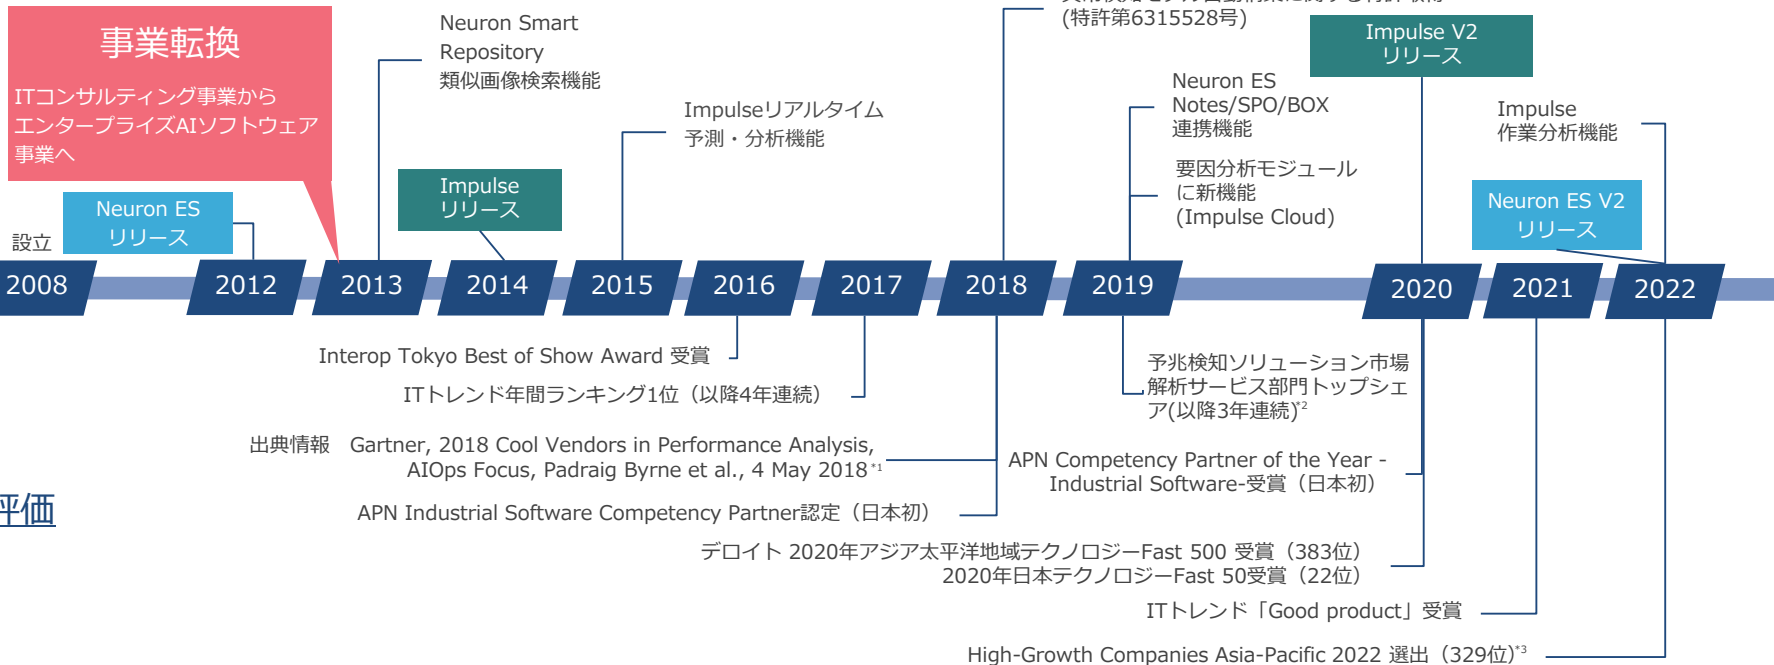 (特許第6315528号)
事業転換
ITコンサルティング事業から
エンタープライズAIソフトウェア
事業へ
Neuron Smart
Repository
類似画像検索機能
Impulseリアルタイム
予測・分析機能
Impulse V2
リリース
Neuron ES
Notes/SPO/BOX
連携機能
要因分析モジュール
に新機能
(Impulse Cloud)
Impulse
作業分析機能
Neuron ES
リリース
Impulse
リリース
Neuron ES V2
リリース
設立
2008
2012
2013
2014
2015
2016
2017
2018
2019
2020
2021
2022
Interop Tokyo Best of Show Award 受賞
ITトレンド年間ランキング1位（以降4年連続）
予兆検知ソリューション市場
解析サービス部門トップシェ
ア(以降3年連続)*2
出典情報 Gartner, 2018 Cool Vendors in Performance Analysis,
AIOps Focus, Padraig Byrne et al., 4 May 2018*1
APN Competency Partner of the Year -
Industrial Software-受賞（日本初）
評価
APN Industrial Software Competency Partner認定（日本初）
デロイト 2020年アジア太平洋地域テクノロジーFast 500 受賞（383位）
2020年日本テクノロジーFast 50受賞（22位）
ITトレンド「Good product」受賞
High-Growth Companies Asia-Pacific 2022 選出（329位)*3